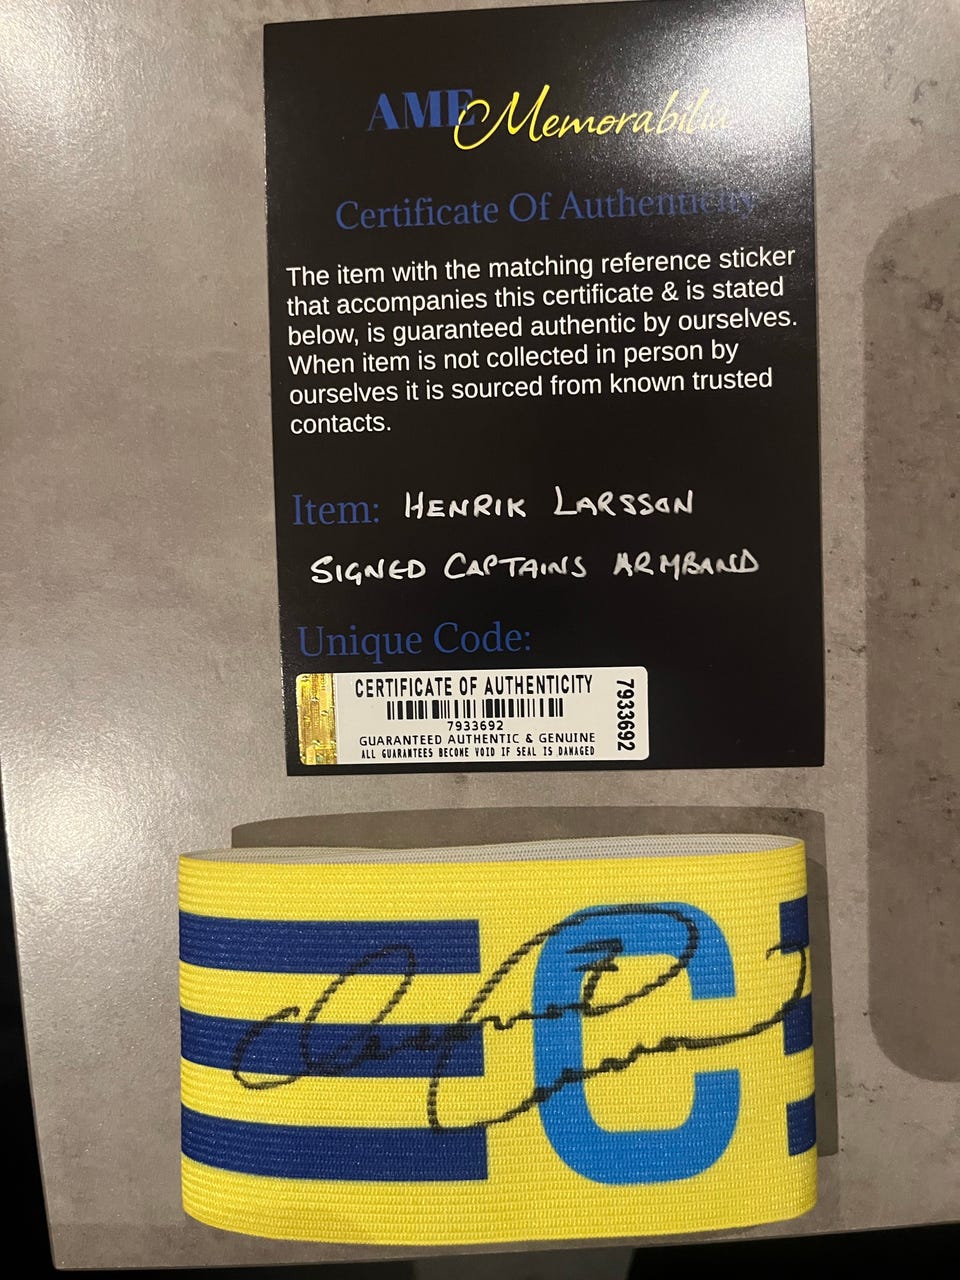 AME Memorabilia
Certificate Of Authenticity
The item with the matching reference sticker
that accompanies this certificate & is stated
below, is guaranteed authentic by ourselves.
When item is not collected in person by
ourselves it is sourced from known trusted
contacts.
Item: HENRIK LARSSON
SIGNED CAPTAINS ARMBAND
Unique Code:
CERTIFICATE OF AUTHENTICITY
7933692
GUARANTEED AUTHENTIC & GENUINE
ALL GUARANTEES BECOME VOID IF SEAL IS DAMAGED
7933692
C
7